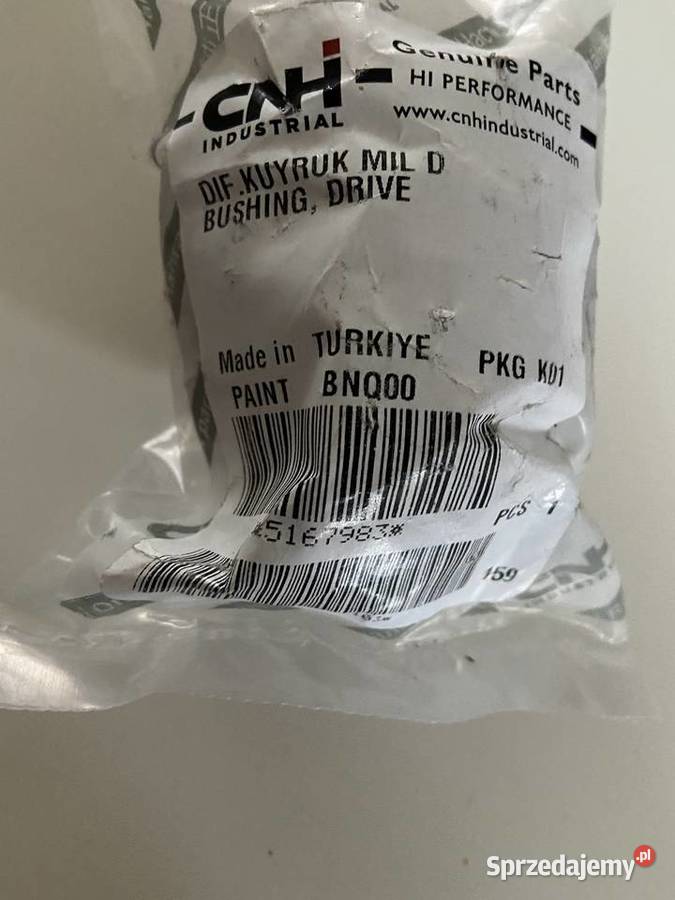 CNH
INDUSTRIAL
Genuine Parts
HI PERFORMANCE
www.cnhindustrial.com
DIF.KUYRUK MIL D
BUSHING, DRIVE
Made in TURKIYE PKG K01
PAINT BNQ00
*5167983*
PCS 1
Sprzedajemy.pl